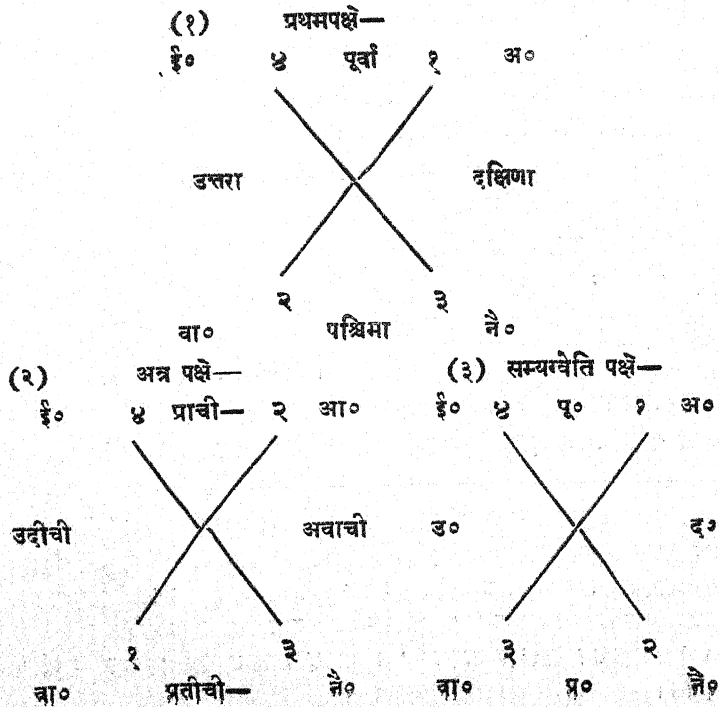 (१) प्रथमपक्षे—
ई० ४ पूर्वा १ अ०
उत्तरा दक्षिणा
२ ३
वा० पश्चिमा नै०
(२) अत्र पक्षे—
ई० ४ प्राची— २ आ०
उदीची अवाची
१ ३
वा० प्रतीची— नै०
(३) सम्यग्वेति पक्षे—
ई० ४ पू० १ अ०
उ० द०
३ २
वा० प्र० नै०